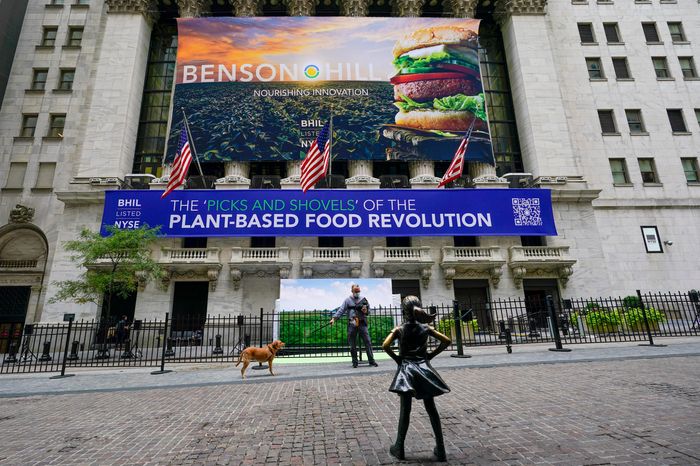 BENSON HILL
NOURISHING INNOVATION
BHIL
LISTED
NYSE
BHIL
LISTED
NYSE
THE 'PICKS AND SHOVELS' OF THE
PLANT-BASED FOOD REVOLUTION